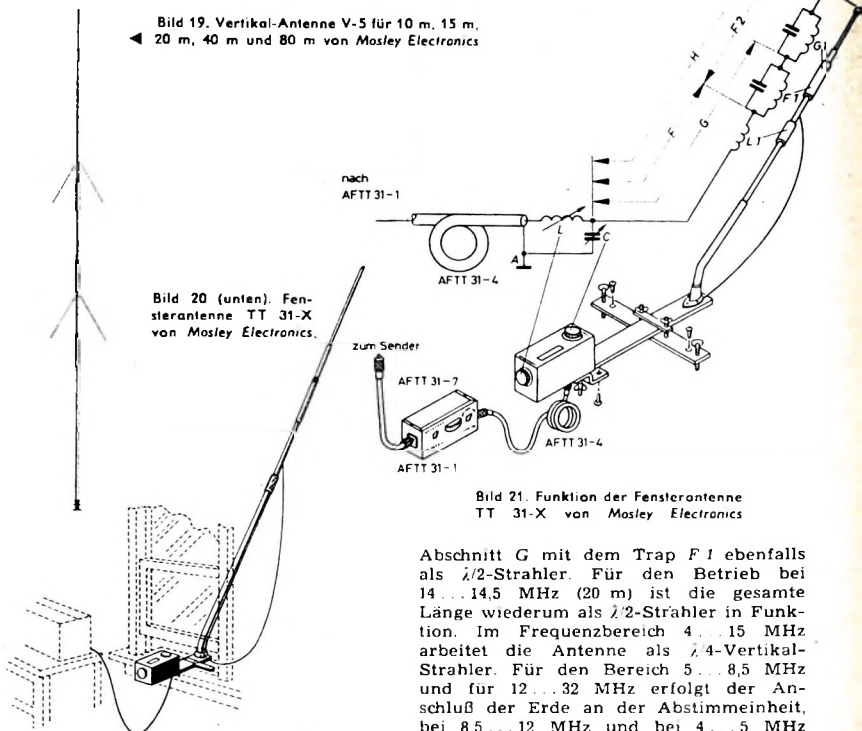 Bild 19. Vertikal-Antenne V-5 für 10 m, 15 m,
◄ 20 m, 40 m und 80 m von Mosley Electronics
Bild 20 (unten). Fen-
sterantenne TT 31-X
von Mosley Electronics.
nach
AFTT 31-1
AFTT 31-4
A
L
C
H
F
F2
G
G1
F1
L1
zum Sender
AFTT 31-7
AFTT 31-1
AFTT 31-4
Bild 21. Funktion der Fensterantenne
TT 31-X von Mosley Electronics
Abschnitt G mit dem Trap F 1 ebenfalls
als λ/2-Strahler. Für den Betrieb bei
14 ... 14,5 MHz (20 m) ist die gesamte
Länge wiederum als λ/2-Strahler in Funk-
tion. Im Frequenzbereich 4 ... 15 MHz
arbeitet die Antenne als λ/4-Vertikal-
Strahler. Für den Bereich 5 ... 8,5 MHz
und für 12 ... 32 MHz erfolgt der An-
schluß der Erde an der Abstimmeinheit,
bei 8,5 ... 12 MHz und bei 4 ... 5 MHz